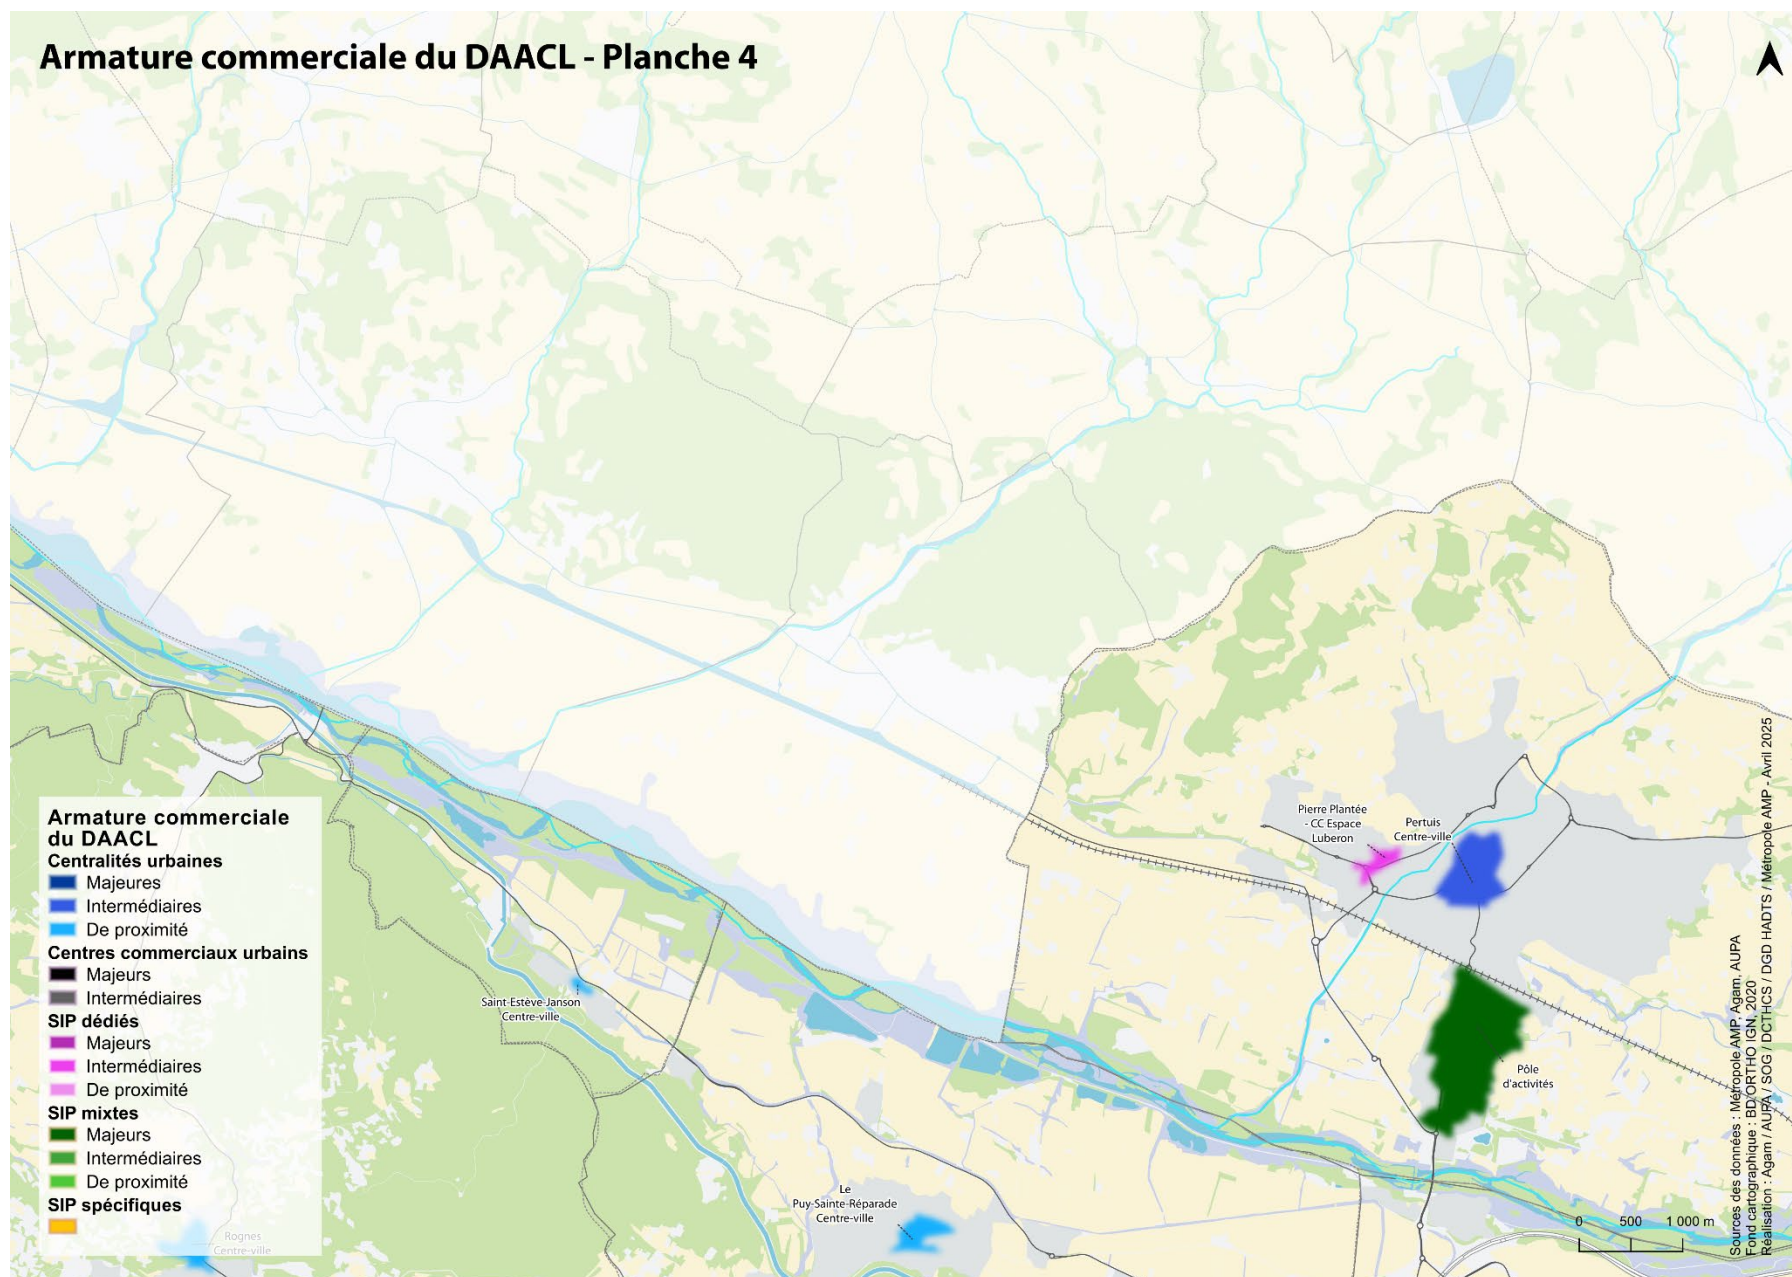 Armature commerciale du DAACL - Planche 4
Pierre Plantée
- CC Espace
Luberon
Pertuis
Centre-ville
Saint-Estève-Janson
Centre-ville
Pôle
d'activités
Le
Puy-Sainte-Réparade
Centre-ville
Rognes
Centre-ville
Armature commerciale
du DAACL
Centralités urbaines
Majeures
Intermédiaires
De proximité
Centres commerciaux urbains
Majeurs
Intermédiaires
SIP dédiés
Majeurs
Intermédiaires
De proximité
SIP mixtes
Majeurs
Intermédiaires
De proximité
SIP spécifiques
0 500 1 000 m
Sources des données : Métropole AMP, Agam, AUPA
Fond cartographique : BD ORTHO IGN, 2020
Réalisation : Agam / AUPA / SOG / DCTHCS / DGD HADTS / Métropole AMP - Avril 2025